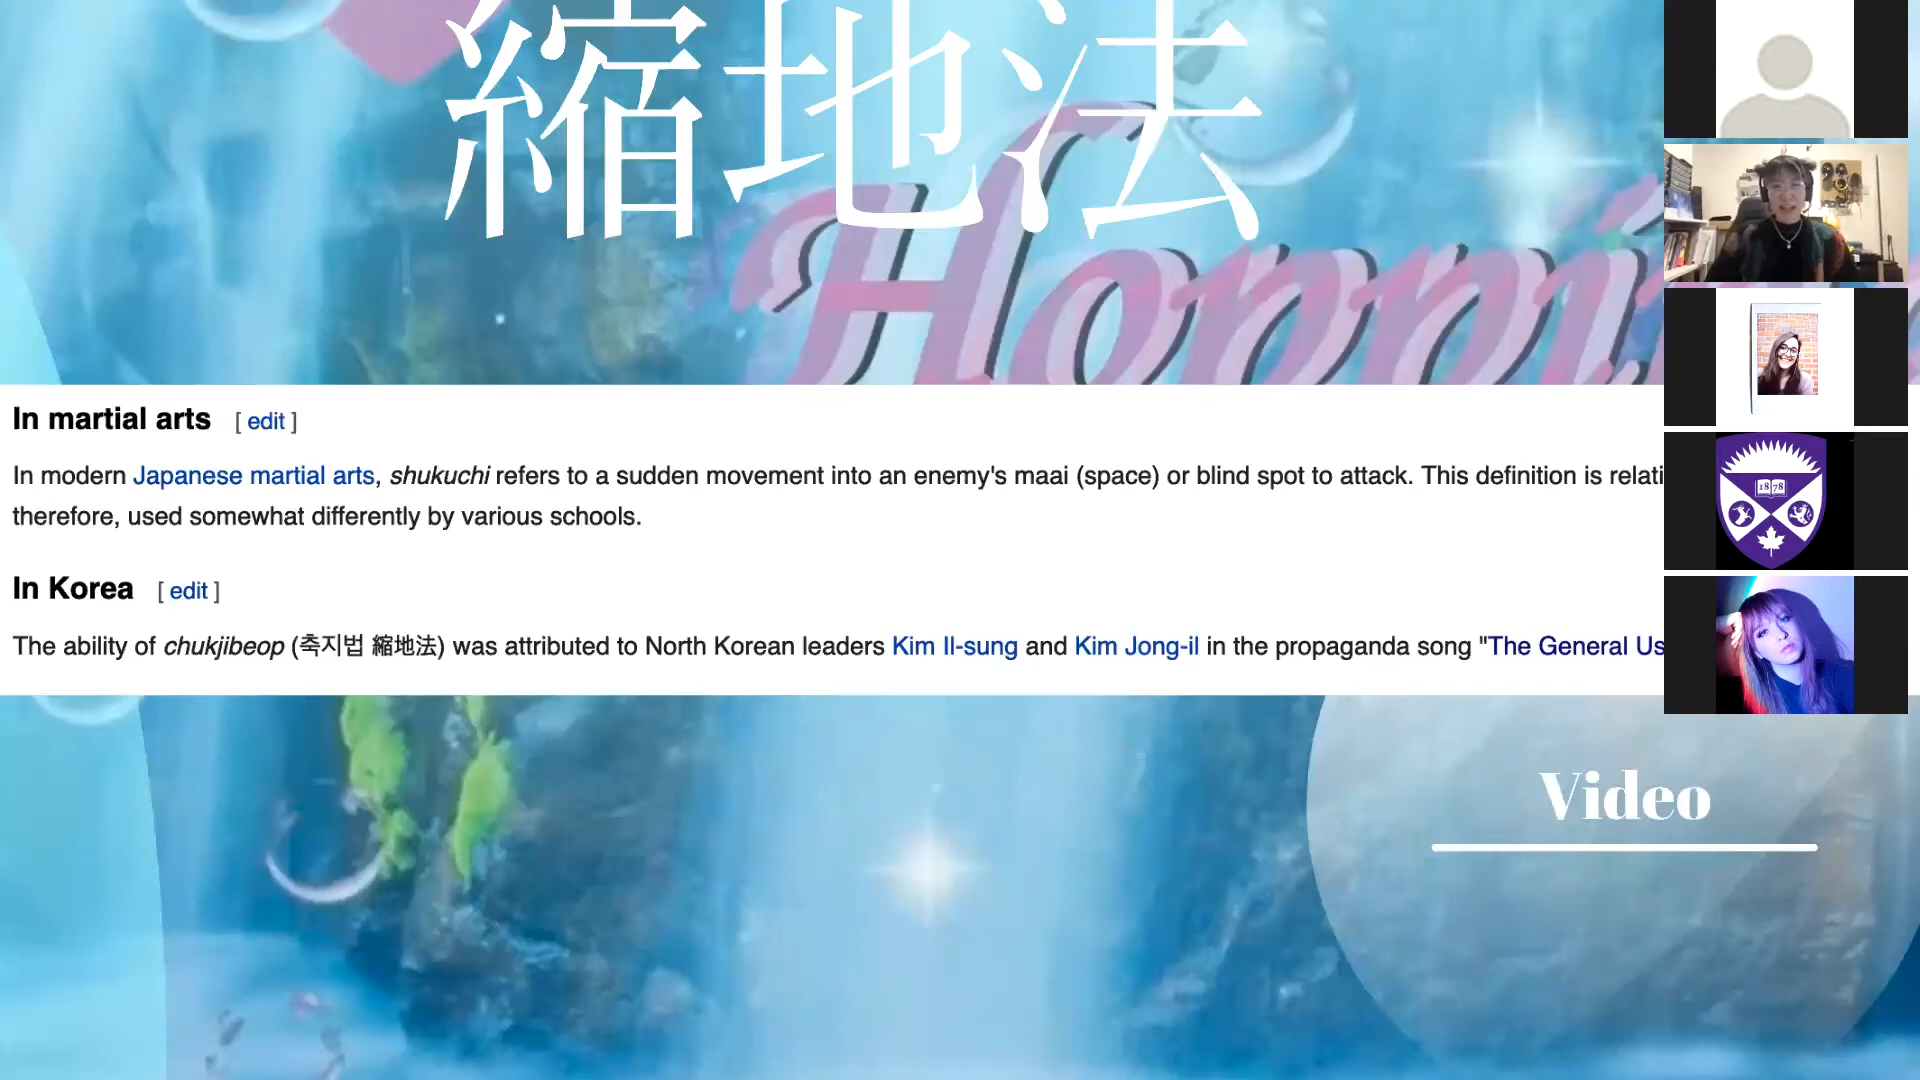 縮地法
Hoppi
In martial arts [ edit ]
In modern Japanese martial arts, shukuchi refers to a sudden movement into an enemy's maai (space) or blind spot to attack. This definition is relati
therefore, used somewhat differently by various schools.
In Korea [ edit ]
The ability of chukjibeop (축지법 縮地法) was attributed to North Korean leaders Kim Il-sung and Kim Jong-il in the propaganda song "The General Us
Video
18 78